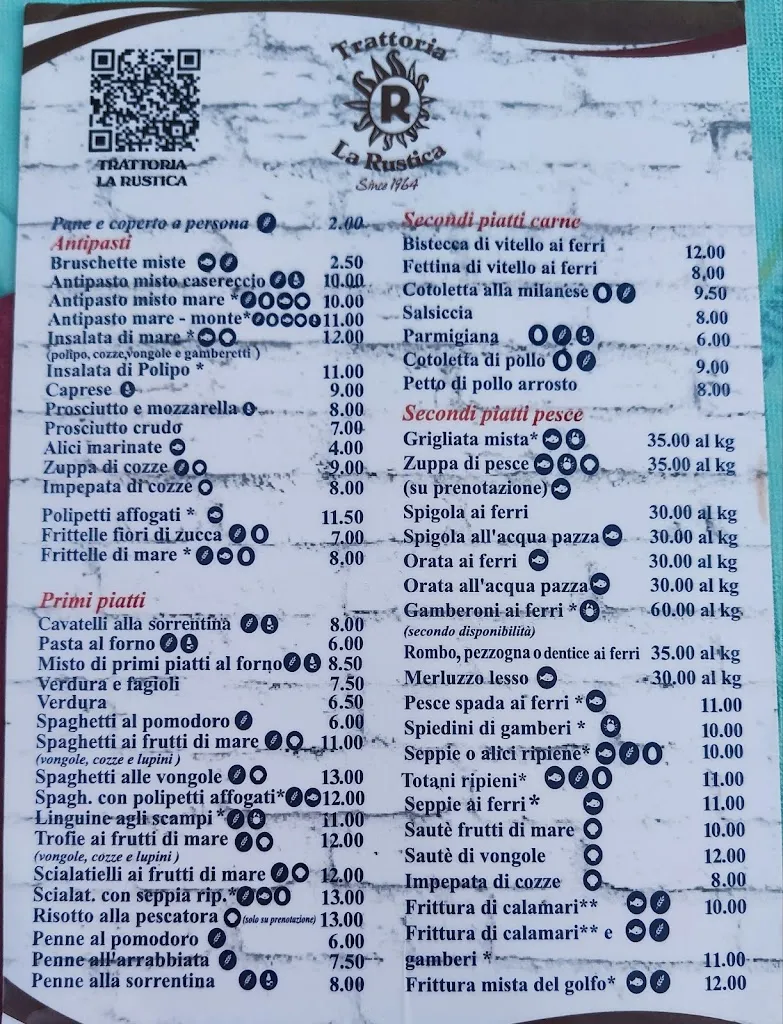 TRATTORIA
LA RUSTICA
Trattoria
R
La Rustica
Since 1964
Pane e coperto a persona 2.00
Antipasti
Bruschette miste 2.50
Antipasto misto casereccio 10.00
Antipasto misto mare * 10.00
Antipasto mare - monte* 11.00
Insalata di mare * 12.00
(polipo, cozze,vongole e gamberetti )
Insalata di Polipo * 11.00
Caprese 9.00
Prosciutto e mozzarella 8.00
Prosciutto crudo 7.00
Alici marinate 4.00
Zuppa di cozze 9.00
Impepata di cozze 8.00
Polipetti affogati * 11.50
Frittelle fiori di zucca 7.00
Frittelle di mare * 8,00
Primi piatti
Cavatelli alla sorrentina 8.00
Pasta al forno 6.00
Misto di primi piatti al forno 8.50
Verdura e fagioli 7.50
Verdura 6.50
Spaghetti al pomodoro 6.00
Spaghetti ai frutti di mare 11.00
(vongole, cozze e lupini )
Spaghetti alle vongole 13.00
Spagh. con polipetti affogati* 12.00
Linguine agli scampi * 11.00
Trofie ai frutti di mare 12.00
(vongole, cozze e lupini )
Scialatielli ai frutti di mare 12.00
Scialat. con seppia rip.* 13.00
Risotto alla pescatora (solo su prenotazione) 13.00
Penne al pomodoro 6.00
Penne all'arrabbiata 7.50
Penne alla sorrentina 8.00
Secondi piatti carne
Bistecca di vitello ai ferri 12.00
Fettina di vitello ai ferri 8,00
Cotoletta alla milanese 9.50
Salsiccia 8.00
Parmigiana 6.00
Cotoletta di pollo 9.00
Petto di pollo arrosto 8.00
Secondi piatti pesce
Grigliata mista* 35.00 al kg
Zuppa di pesce 35.00 al kg
(su prenotazione)
Spigola ai ferri 30.00 al kg
Spigola all'acqua pazza 30.00 al kg
Orata ai ferri 30.00 al kg
Orata all'acqua pazza 30.00 al kg
Gamberoni ai ferri * 60.00 al kg
(secondo disponibilità)
Rombo, pezzogna o dentice ai ferri 35.00 al kg
Merluzzo lesso 30,00 al kg
Pesce spada ai ferri * 11.00
Spiedini di gamberi * 10.00
Seppie o alici ripiene* 10.00
Totani ripieni* 11.00
Seppie ai ferri* 11.00
Sautè frutti di mare 10.00
Sautè di vongole 12.00
Impepata di cozze 8.00
Frittura di calamari** 10.00
Frittura di calamari** e
gamberi * 11.00
Frittura mista del golfo* 12.00